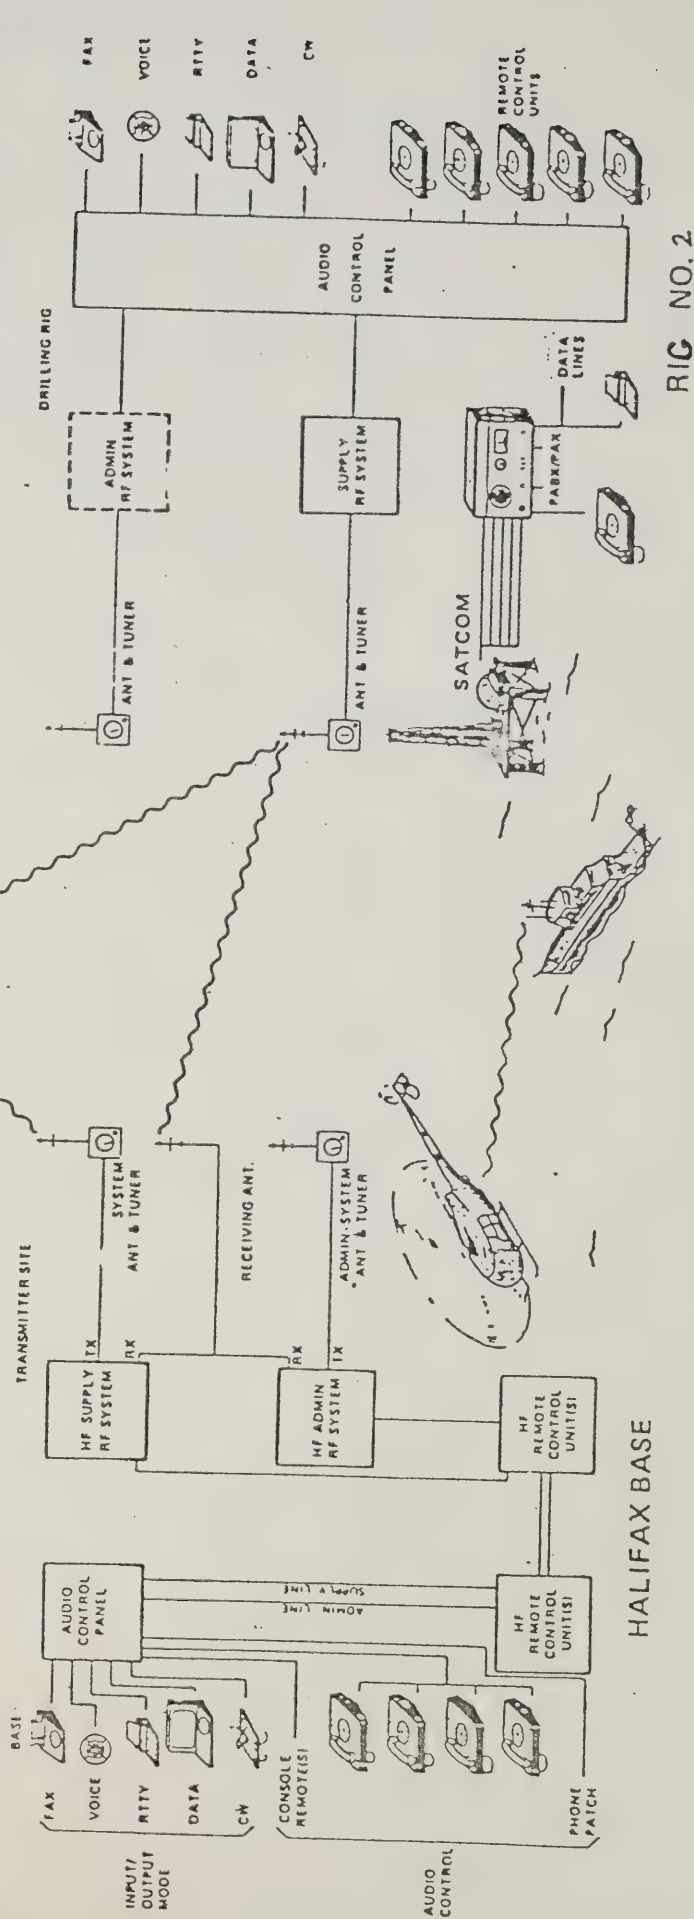 BASE:
FAX
VOICE
RTTY
DATA
CW
INPUT/
OUTPUT
MODE
AUDIO
CONTROL
PANEL
CONSOLE
REMOTE(S)
AUDIO
CONTROL
PHONE
PATCH
ADMIN LINE
SUPPLY LINE
HF
REMOTE
CONTROL
UNIT(S)
HF
REMOTE
CONTROL
UNIT(S)
HALIFAX BASE
TRANSMITTER SITE
HF SUPPLY
RF SYSTEM
TX
RX
HF ADMIN
RF SYSTEM
RX
TX
SYSTEM
ANT & TUNER
RECEIVING ANT.
ADMIN-SYSTEM
ANT & TUNER
DRILLING RIG
ANT & TUNER
ADMIN
RF SYSTEM
ANT & TUNER
SUPPLY
RF SYSTEM
SATCOM
PABX/PAX
DATA
LINES
AUDIO
CONTROL
PANEL
FAX
VOICE
RTTY
DATA
CW
REMOTE
CONTROL
UNITS
RIG NO. 2